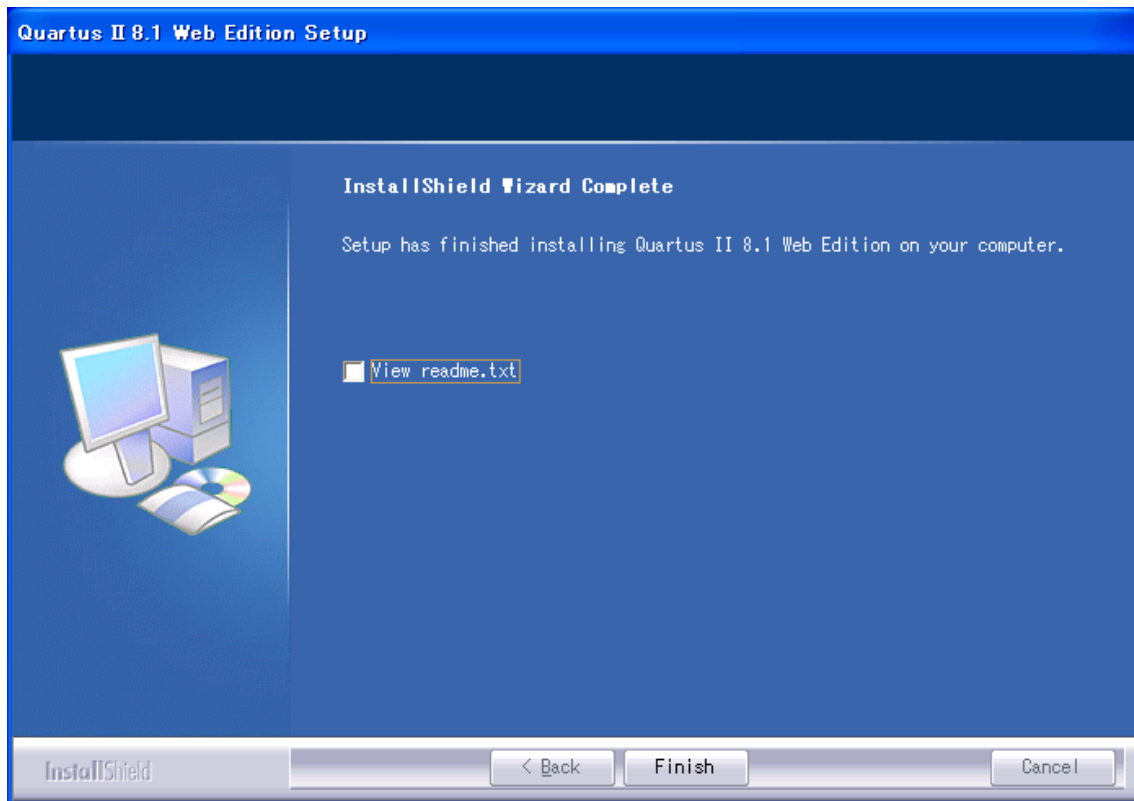 Quartus II 8.1 Web Edition Setup
InstallShield Wizard Complete
Setup has finished installing Quartus II 8.1 Web Edition on your computer.
View readme.txt
InstallShield
< Back
Finish
Cancel